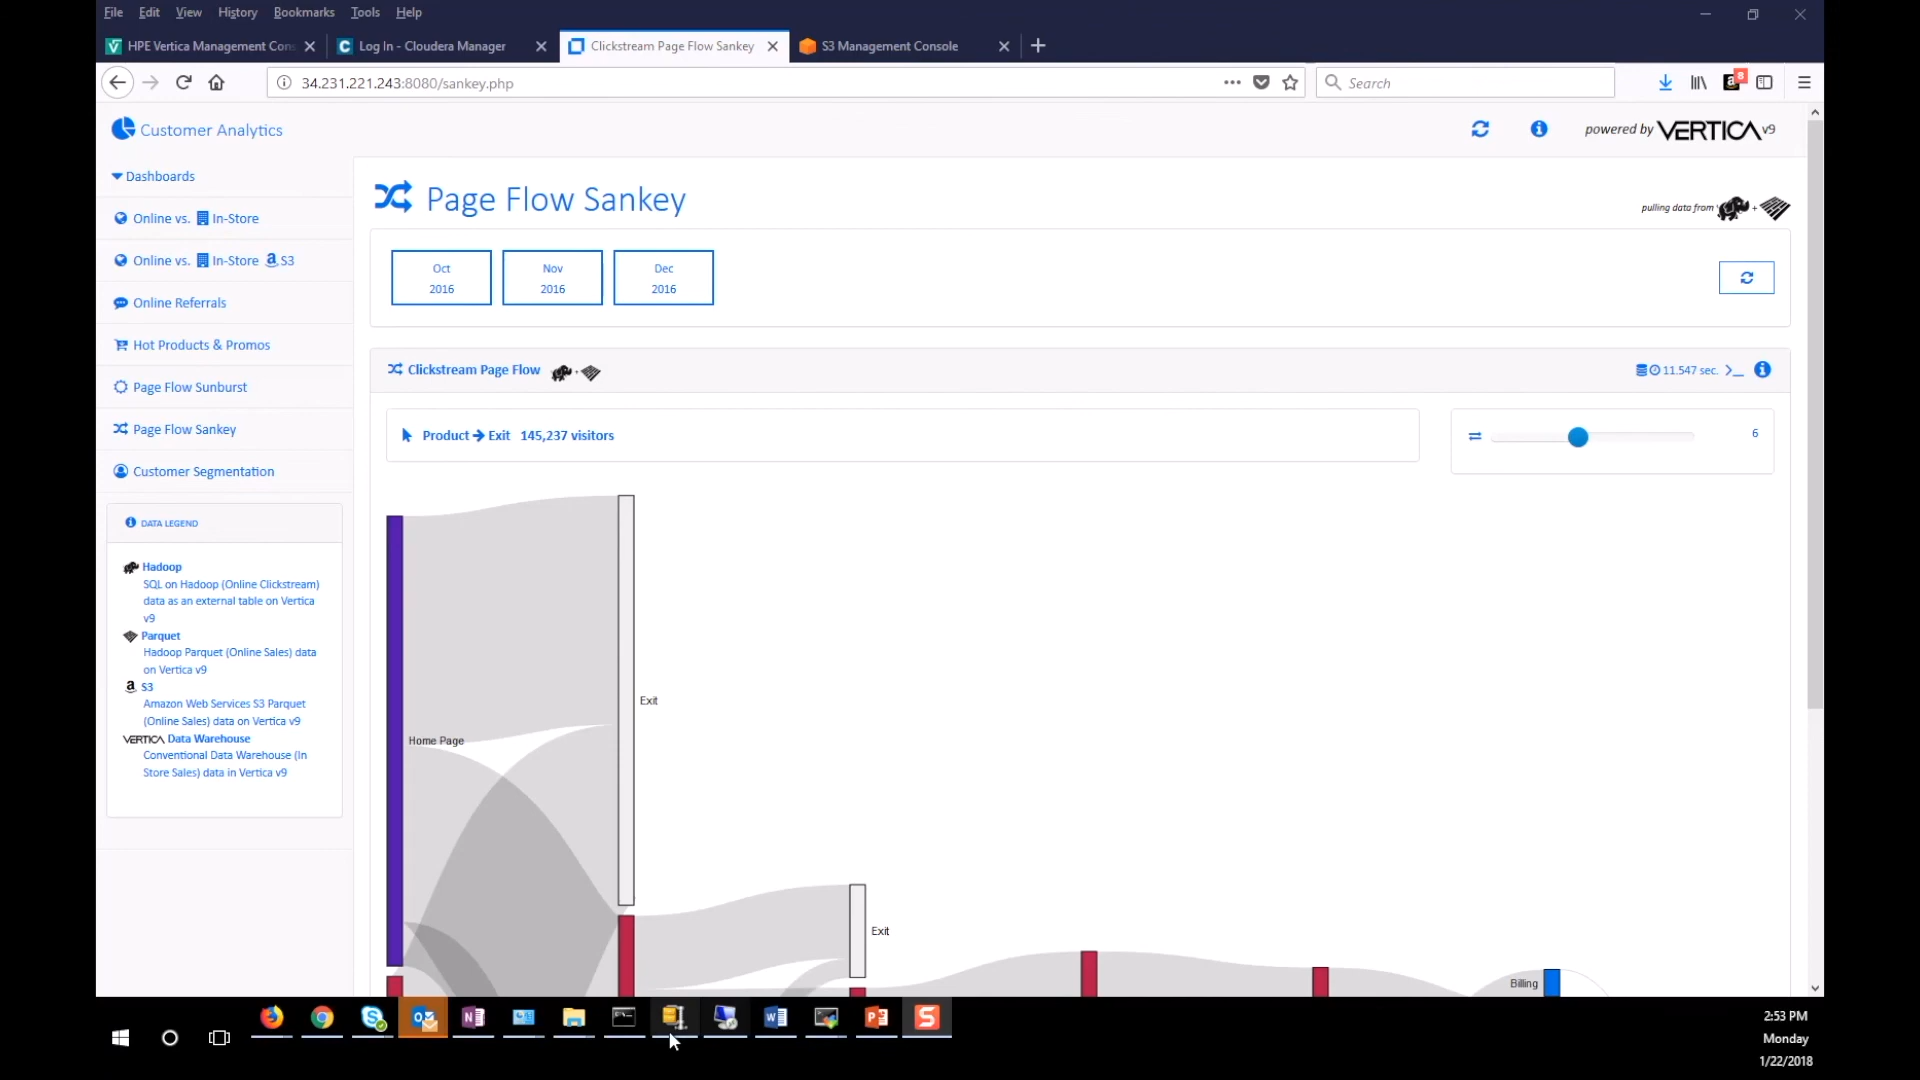 File Edit View History Bookmarks Tools Help
HPE Vertica Management Con
Log In - Cloudera Manager
Clickstream Page Flow Sankey
S3 Management Console
34.231.221.243:8080/sankey.php
Search
8
Customer Analytics
powered by VERTICA v9
Dashboards
Online vs. In-Store
Online vs. In-Store S3
Online Referrals
Hot Products & Promos
Page Flow Sunburst
Page Flow Sankey
Customer Segmentation
DATA LEGEND
Hadoop
SQL on Hadoop (Online Clickstream)
data as an external table on Vertica
v9
Parquet
Hadoop Parquet (Online Sales) data
on Vertica v9
S3
Amazon Web Services S3 Parquet
(Online Sales) data on Vertica v9
VERTICA Data Warehouse
Conventional Data Warehouse (In
Store Sales) data in Vertica v9
Page Flow Sankey
pulling data from +
Oct
2016
Nov
2016
Dec
2016
Clickstream Page Flow +
11.547 sec.
Product → Exit 145,237 visitors
6
Exit
Home Page
Exit
Billing
2:53 PM
Monday
1/22/2018